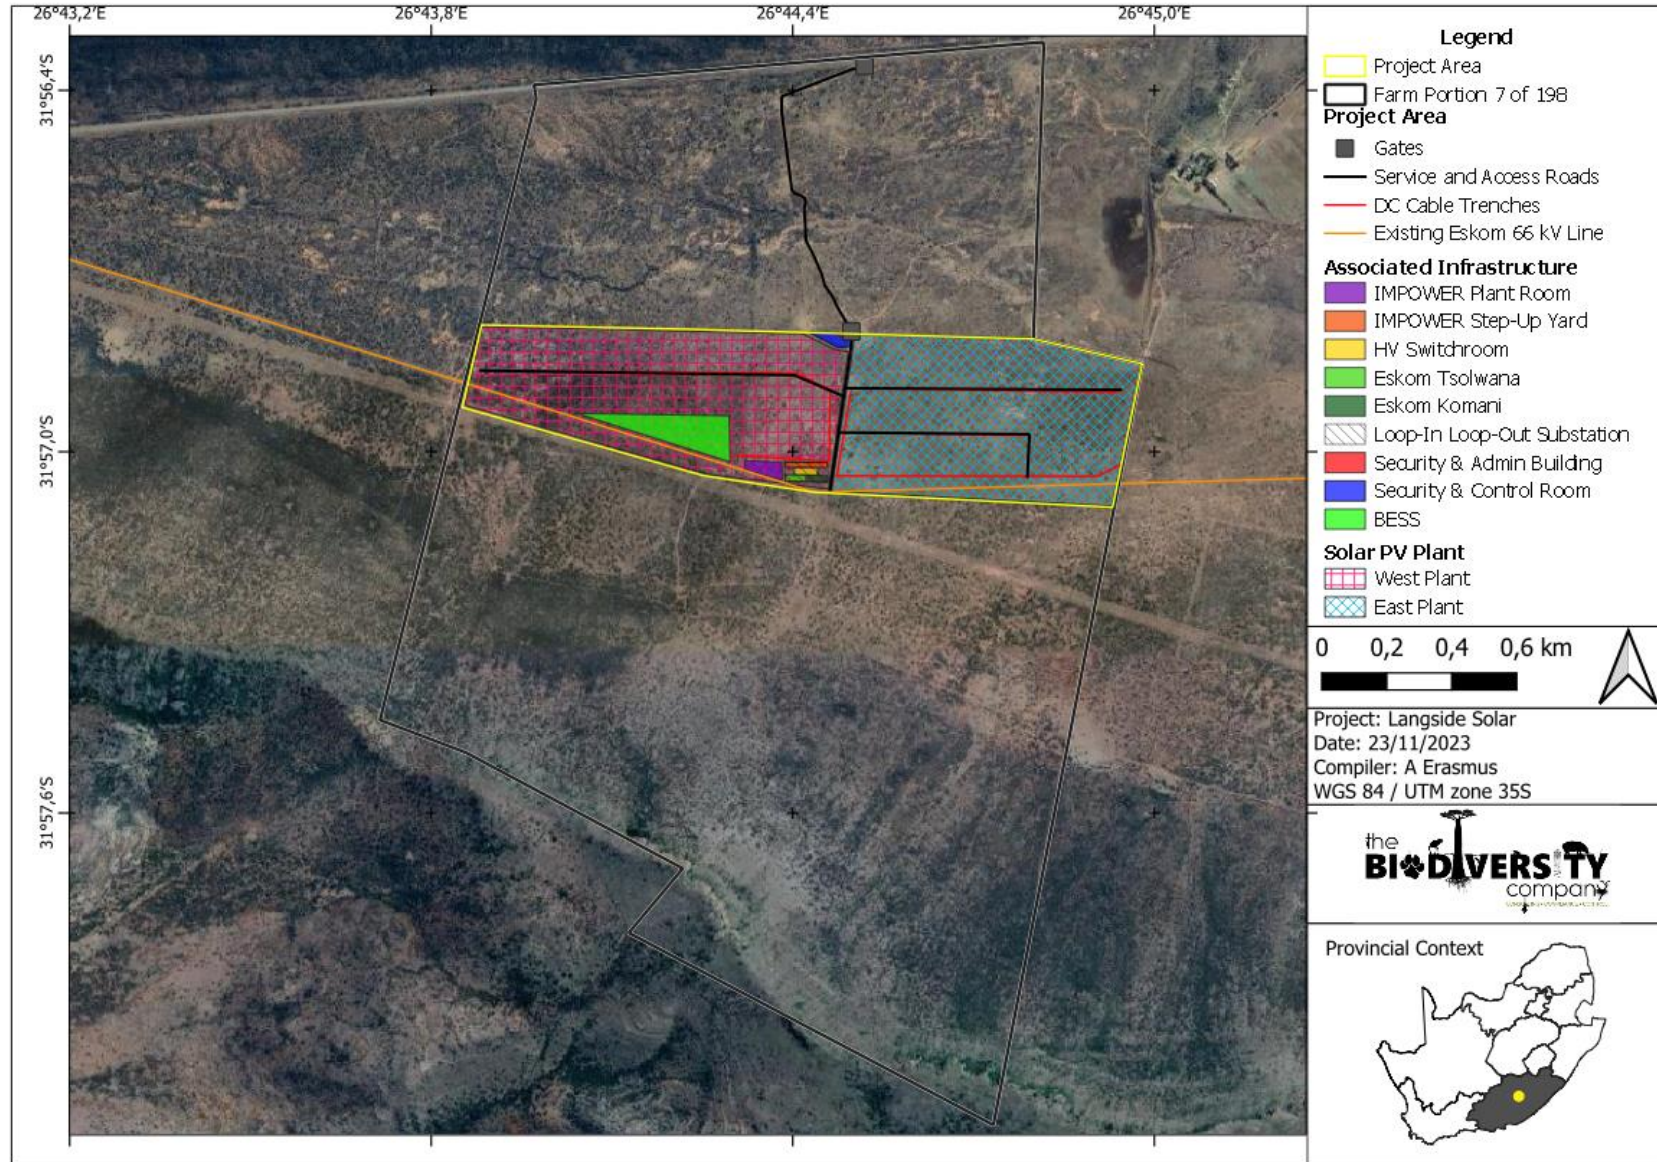 26°43,2'E 26°43,8'E 26°44,4'E 26°45,0'E
31°56,4'S
31°57,0'S
31°57,6'S
Legend
Project Area
Farm Portion 7 of 198
Project Area
Gates
Service and Access Roads
DC Cable Trenches
Existing Eskom 66 kV Line
Associated Infrastructure
IMPOWER Plant Room
IMPOWER Step-Up Yard
HV Switchroom
Eskom Tsolwana
Eskom Komani
Loop-In Loop-Out Substation
Security & Admin Building
Security & Control Room
BESS
Solar PV Plant
West Plant
East Plant
0 0,2 0,4 0,6 km
Project: Langside Solar
Date: 23/11/2023
Compiler: A Erasmus
WGS 84 / UTM zone 35S
the
BIODIVERSITY
company
Provincial Context